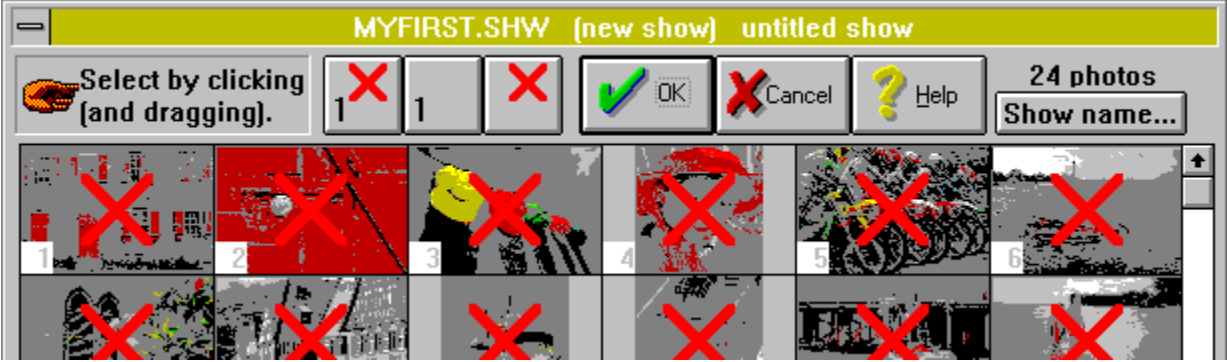 MYFIRST.SHW (new show) untitled show
Select by clicking
(and dragging).
1
1
OK
Cancel
Help
24 photos
Show name...
1
2
3
4
5
6